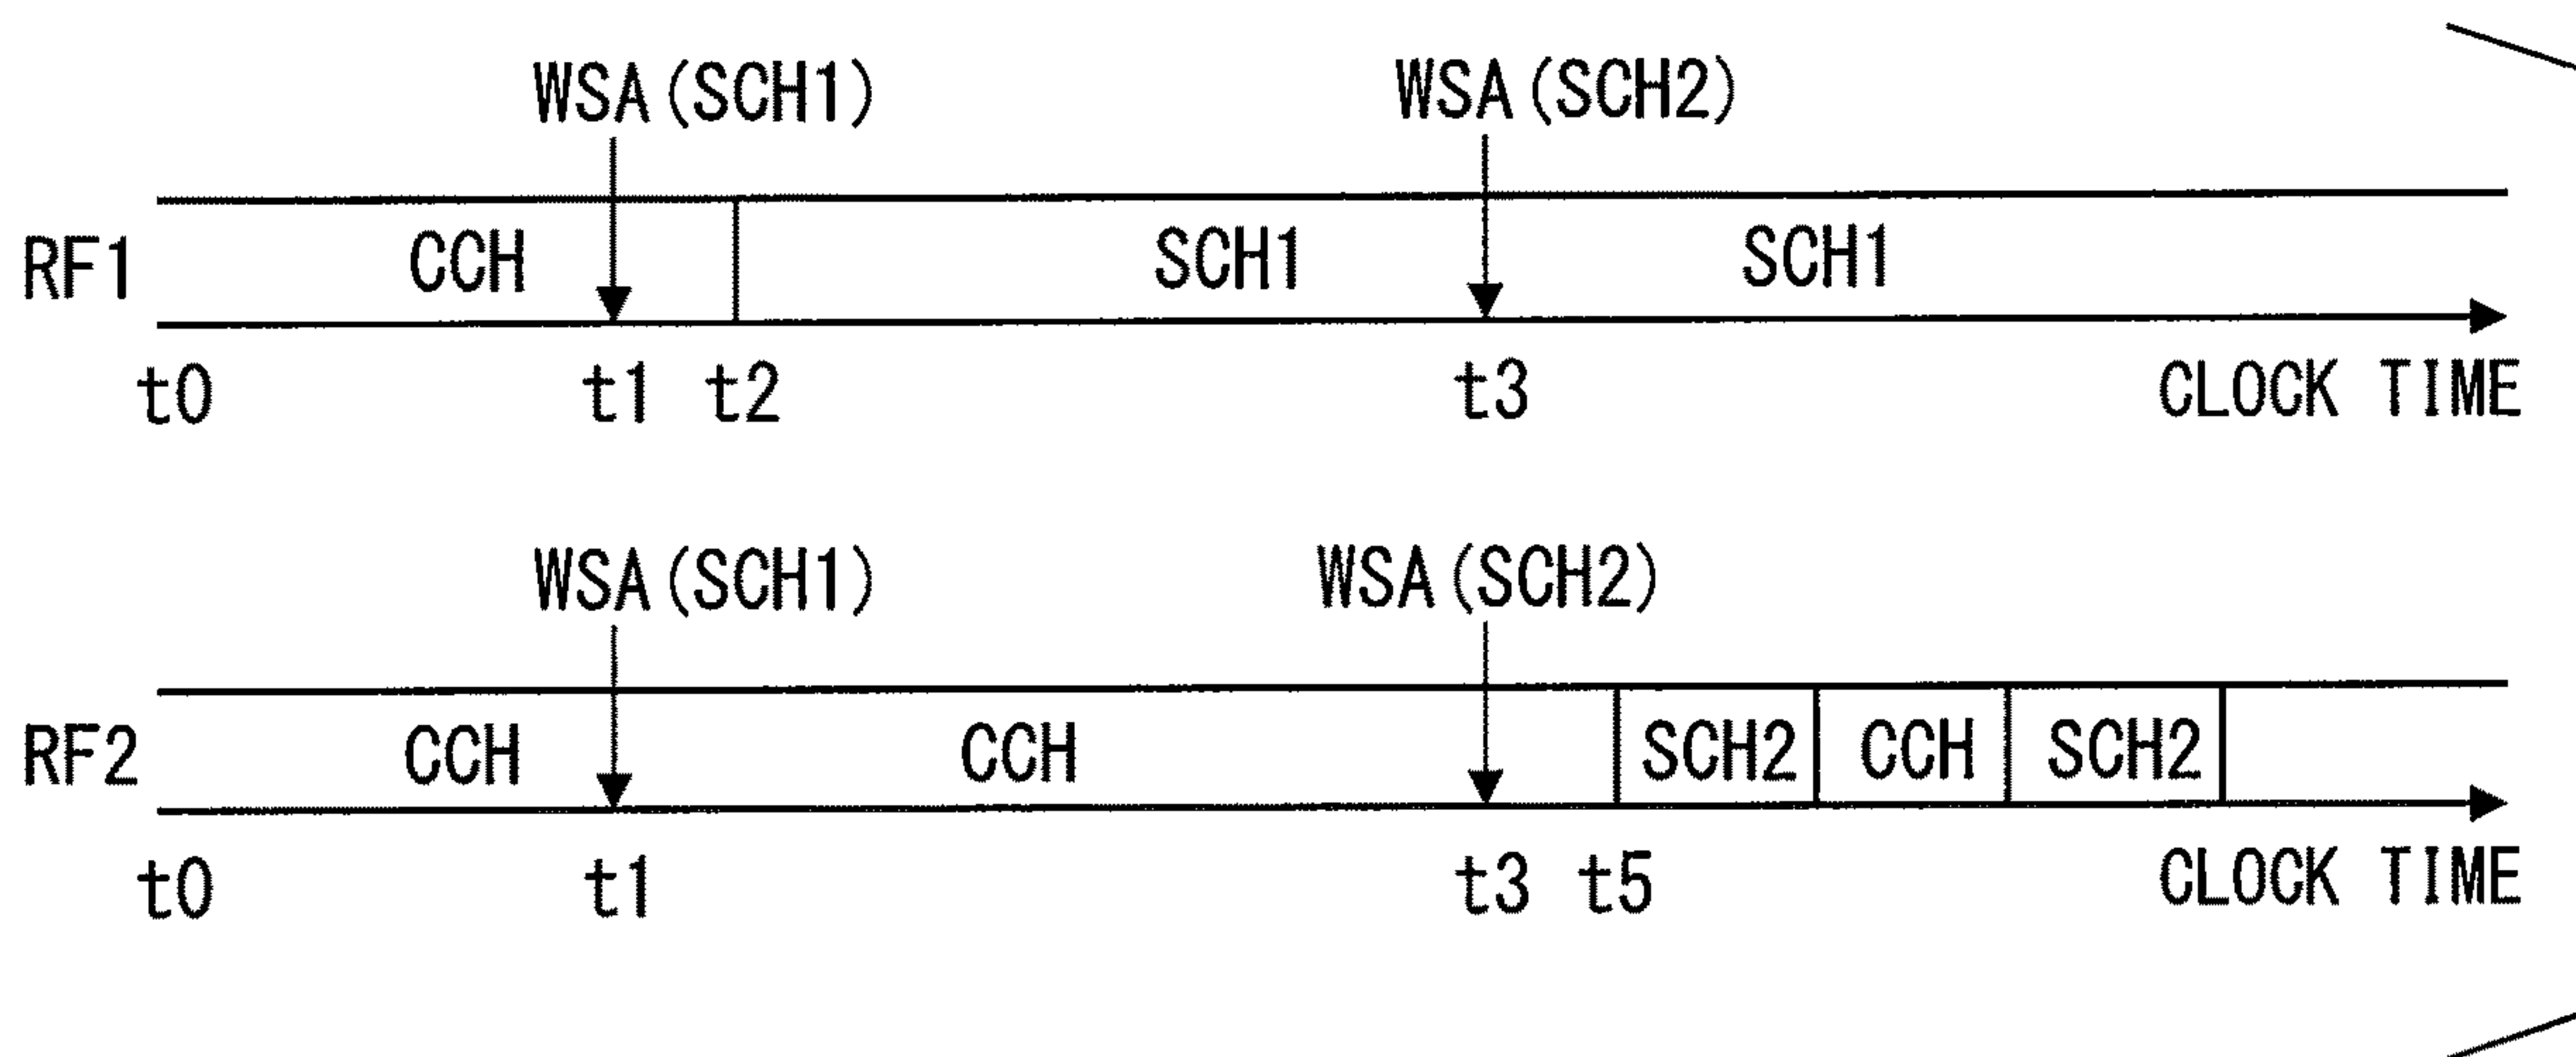 WSA(SCH1) WSA(SCH2)
RF1 CCH SCH1 SCH1
t0 t1 t2 t3 CLOCK TIME
WSA(SCH1) WSA(SCH2)
RF2 CCH CCH SCH2 CCH SCH2
t0 t1 t3 t5 CLOCK TIME